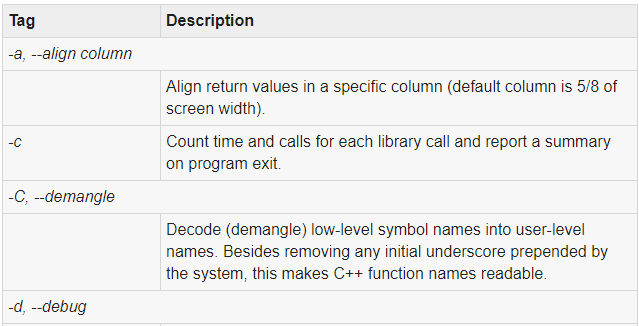 Tag Description
-a, --align column
Align return values in a specific column (default column is 5/8 of
screen width).
-c Count time and calls for each library call and report a summary
on program exit.
-C, --demangle
Decode (demangle) low-level symbol names into user-level
names. Besides removing any initial underscore prepended by
the system, this makes C++ function names readable.
-d, --debug